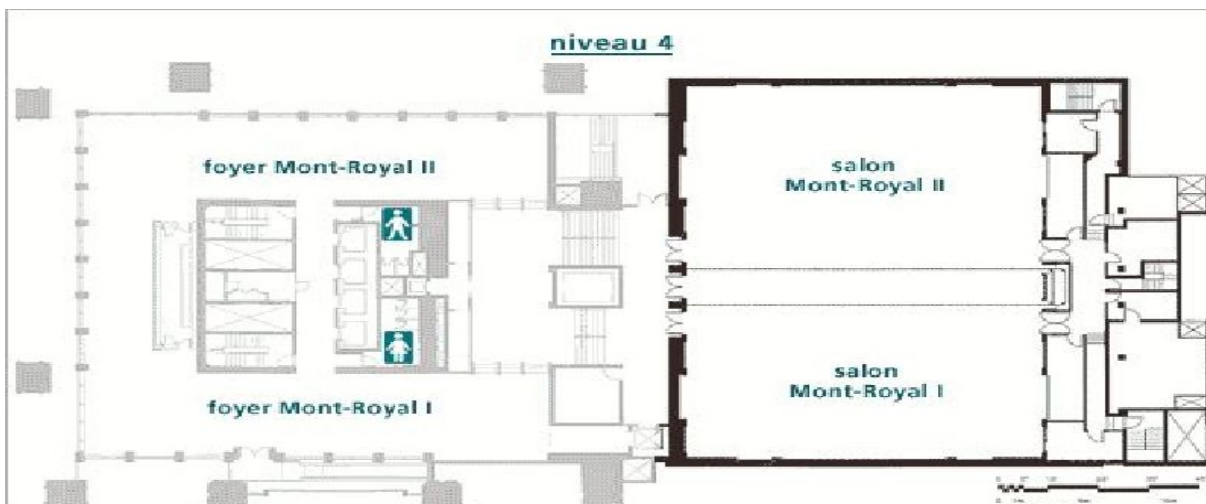 niveau 4
foyer Mont-Royal II
salon
Mont-Royal II
salon
Mont-Royal I
foyer Mont-Royal I